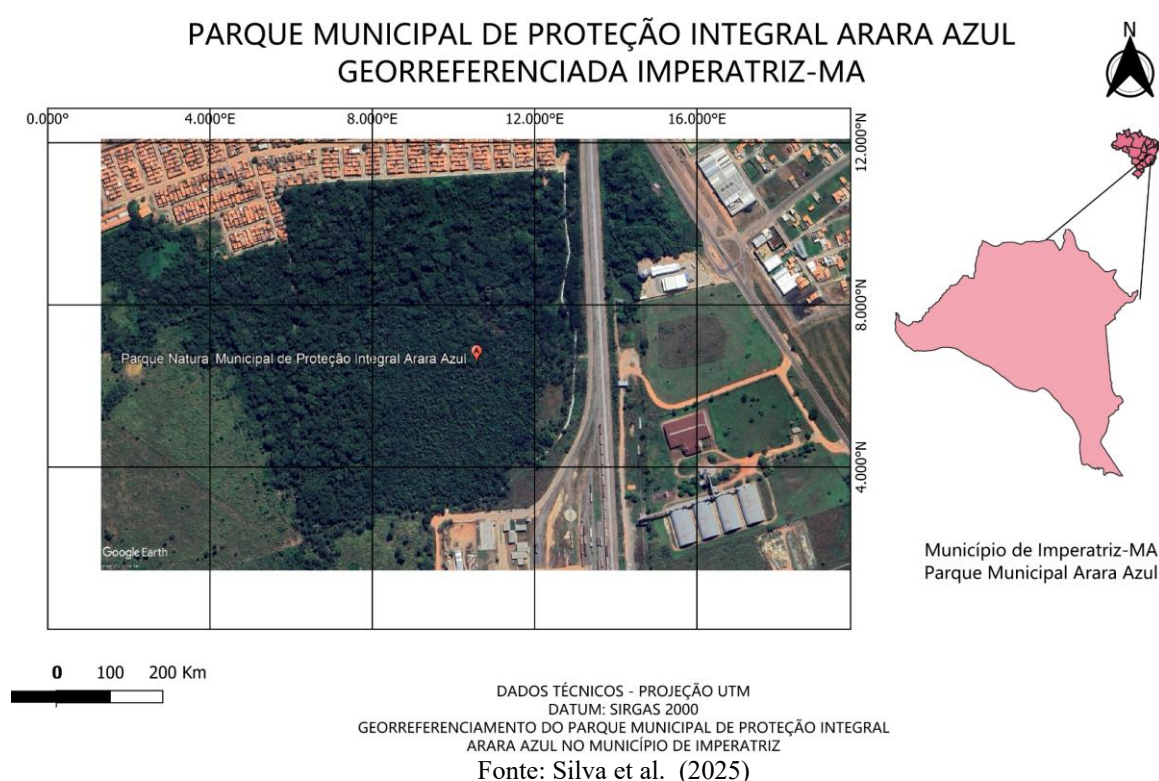 PARQUE MUNICIPAL DE PROTEÇÃO INTEGRAL ARARA AZUL
GEORREFERENCIADA IMPERATRIZ-MA
N
0.000° 4.000°E 8.000°E 12.000°E 16.000°E
12.000°N
8.000°N
4.000°N
Parque Natura Municipal de Proteção Integral Arara Azul
A
Google Earth
Município de Imperatriz-MA
Parque Municipal Arara Azul
0 100 200 Km
DADOS TÉCNICOS - PROJEÇÃO UTM
DATUM: SIRGAS 2000
GEORREFERENCIAMENTO DO PARQUE MUNICIPAL DE PROTEÇÃO INTEGRAL
ARARA AZUL NO MUNICÍPIO DE IMPERATRIZ
Fonte: Silva et al. (2025)